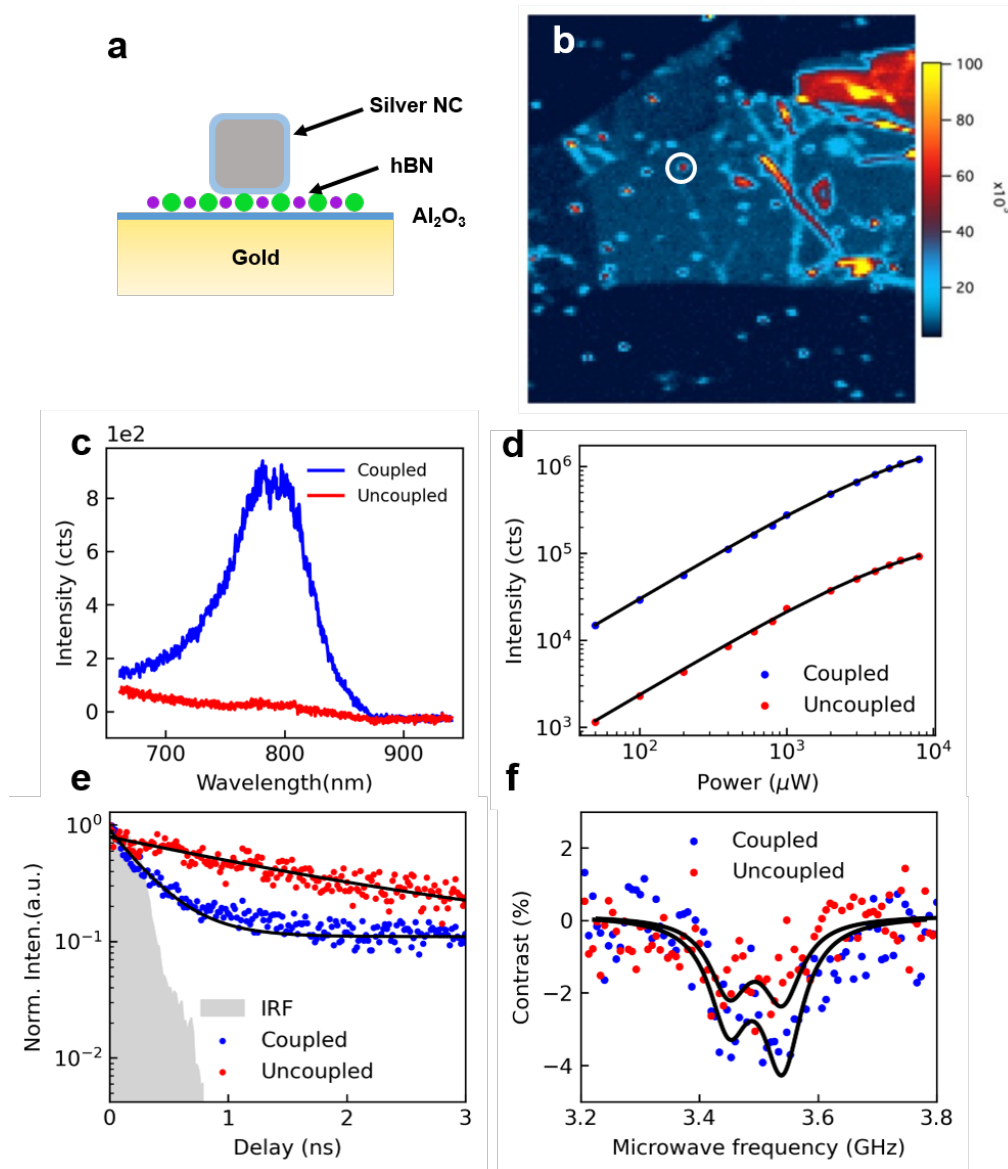 a
Silver NC
hBN
Al₂O₃
Gold
b
100
80
60
40
20
x10³
c
1e2
Coupled
Uncoupled
8
6
4
2
0
Intensity (cts)
700
800
900
Wavelength(nm)
d
10⁶
10⁵
10⁴
10³
Intensity (cts)
Coupled
Uncoupled
10²
10³
10⁴
Power (μW)
e
10⁰
10⁻¹
10⁻²
Norm. Inten.(a.u.)
IRF
Coupled
Uncoupled
0
1
2
3
Delay (ns)
f
Coupled
Uncoupled
2
0
−2
−4
Contrast (%)
3.2
3.4
3.6
3.8
Microwave frequency (GHz)